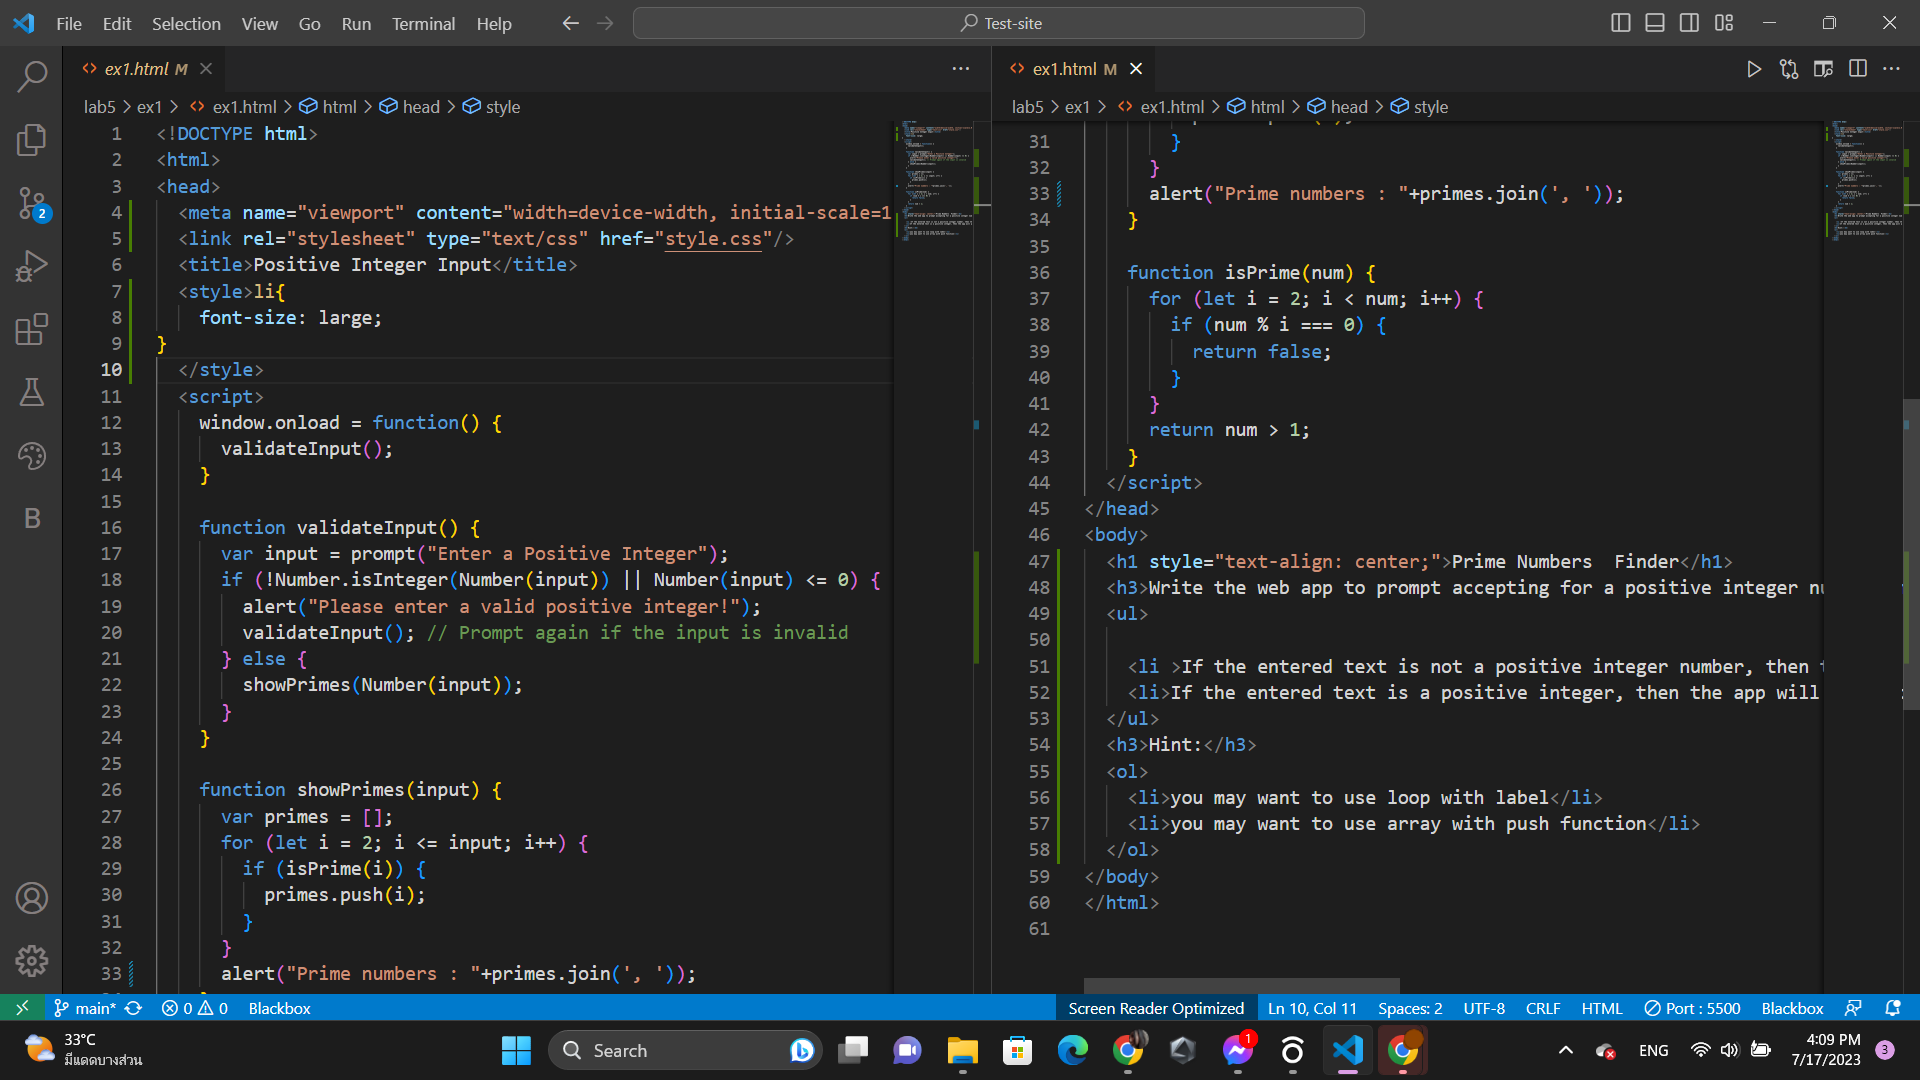 File Edit Selection View Go Run Terminal Help
Test-site
ex1.html M
lab5 > ex1 > ex1.html > html > head > style
1 <!DOCTYPE html>
2 <html>
3 <head>
4 <meta name="viewport" content="width=device-width, initial-scale=1
5 <link rel="stylesheet" type="text/css" href="style.css"/>
6 <title>Positive Integer Input</title>
7 <style>li{
8 font-size: large;
9 }
10 </style>
11 <script>
12 window.onload = function() {
13 validateInput();
14 }
15
16 function validateInput() {
17 var input = prompt("Enter a Positive Integer");
18 if (!Number.isInteger(Number(input)) || Number(input) <= 0) {
19 alert("Please enter a valid positive integer!");
20 validateInput(); // Prompt again if the input is invalid
21 } else {
22 showPrimes(Number(input));
23 }
24 }
25
26 function showPrimes(input) {
27 var primes = [];
28 for (let i = 2; i <= input; i++) {
29 if (isPrime(i)) {
30 primes.push(i);
31 }
32 }
33 alert("Prime numbers : "+primes.join(', '));
ex1.html M
lab5 > ex1 > ex1.html > html > head > style
31 }
32 }
33 alert("Prime numbers : "+primes.join(', '));
34 }
35
36 function isPrime(num) {
37 for (let i = 2; i < num; i++) {
38 if (num % i === 0) {
39 return false;
40 }
41 }
42 return num > 1;
43 }
44 </script>
45 </head>
46 <body>
47 <h1 style="text-align: center;">Prime Numbers  Finder</h1>
48 <h3>Write the web app to prompt accepting for a positive integer
49 <ul>
50
51 <li >If the entered text is not a positive integer number, then
52 <li>If the entered text is a positive integer, then the app will
53 </ul>
54 <h3>Hint:</h3>
55 <ol>
56 <li>you may want to use loop with label</li>
57 <li>you may want to use array with push function</li>
58 </ol>
59 </body>
60 </html>
61
B
2
main* 0 0 Blackbox
Screen Reader Optimized Ln 10, Col 11 Spaces: 2 UTF-8 CRLF HTML Port : 5500 Blackbox
33°C
มีแดดบางส่วน
Search
1
ENG
4:09 PM
7/17/2023
3